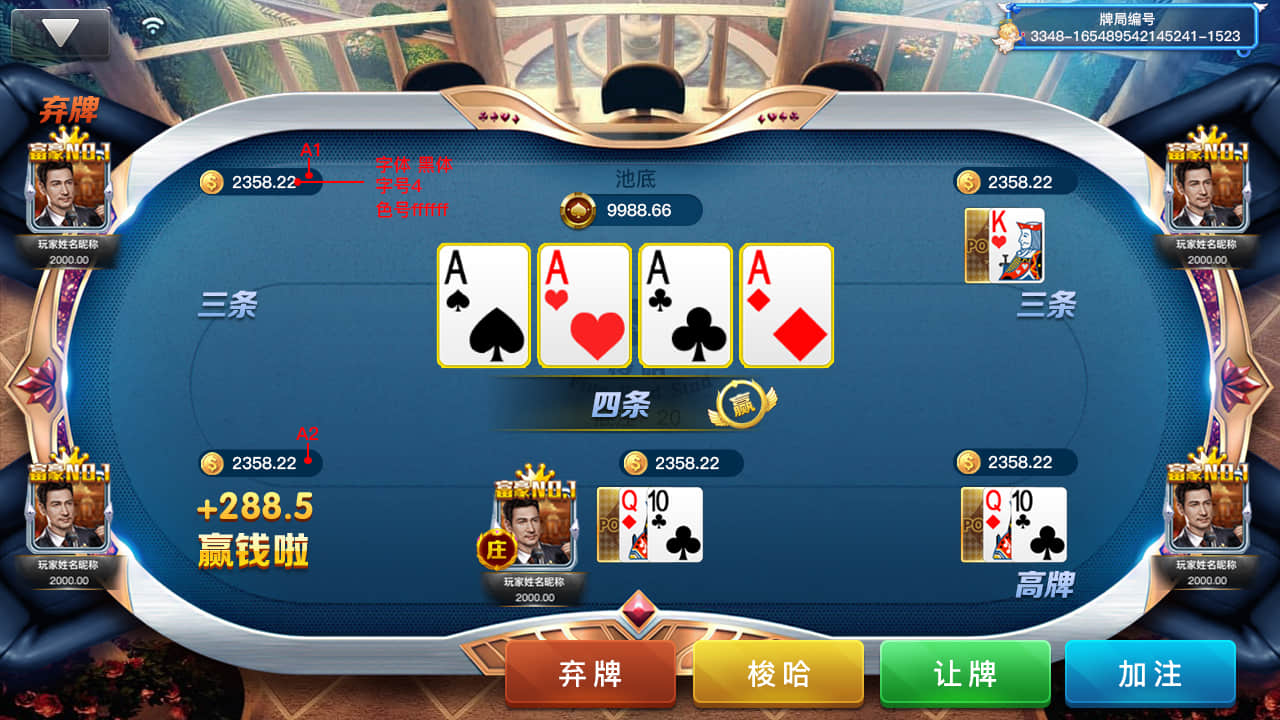 牌局编号
3348-165489542145241-1523
弃牌
富豪NO.1
玩家姓名昵称
2000.00
A1
2358.22
字体 黑体
字号4
色号ffffff
池底
9988.66
2358.22
K
富豪NO.1
玩家姓名昵称
2000.00
A
A
A
A
三条
三条
四条
赢
20
A2
2358.22
+288.5
赢钱啦
富豪NO.1
玩家姓名昵称
2000.00
富豪NO.1
庄
玩家姓名昵称
2000.00
2358.22
PO
Q
10
2358.22
PO
Q
10
高牌
富豪NO.1
玩家姓名昵称
2000.00
弃牌
梭哈
让牌
加注